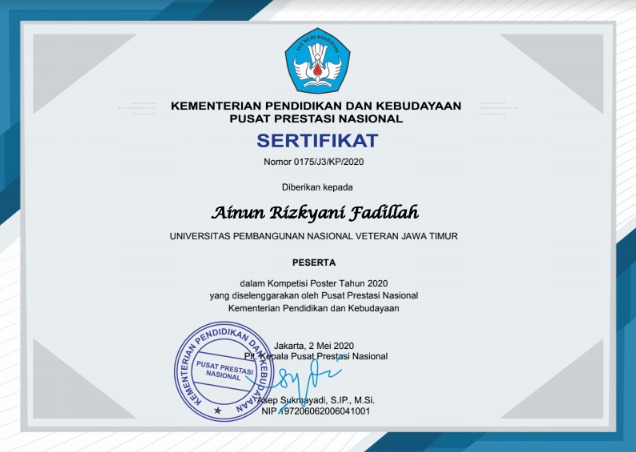 TUT WURI HANDAYANI
KEMENTERIAN PENDIDIKAN DAN KEBUDAYAAN
PUSAT PRESTASI NASIONAL
SERTIFIKAT
Nomor 0175/J3/KP/2020
Diberikan kepada
Ainun Rizkyani Fadillah
UNIVERSITAS PEMBANGUNAN NASIONAL VETERAN JAWA TIMUR
PESERTA
dalam Kompetisi Poster Tahun 2020
yang diselenggarakan oleh Pusat Prestasi Nasional
Kementerian Pendidikan dan Kebudayaan
Jakarta, 2 Mei 2020
Plt. Kepala Pusat Prestasi Nasional
KEMENTERIAN PENDIDIKAN DAN KEBUDAYAAN
PUSAT PRESTASI
NASIONAL
Asep Sukmayadi, S.IP., M.Si.
NIP 197206062006041001